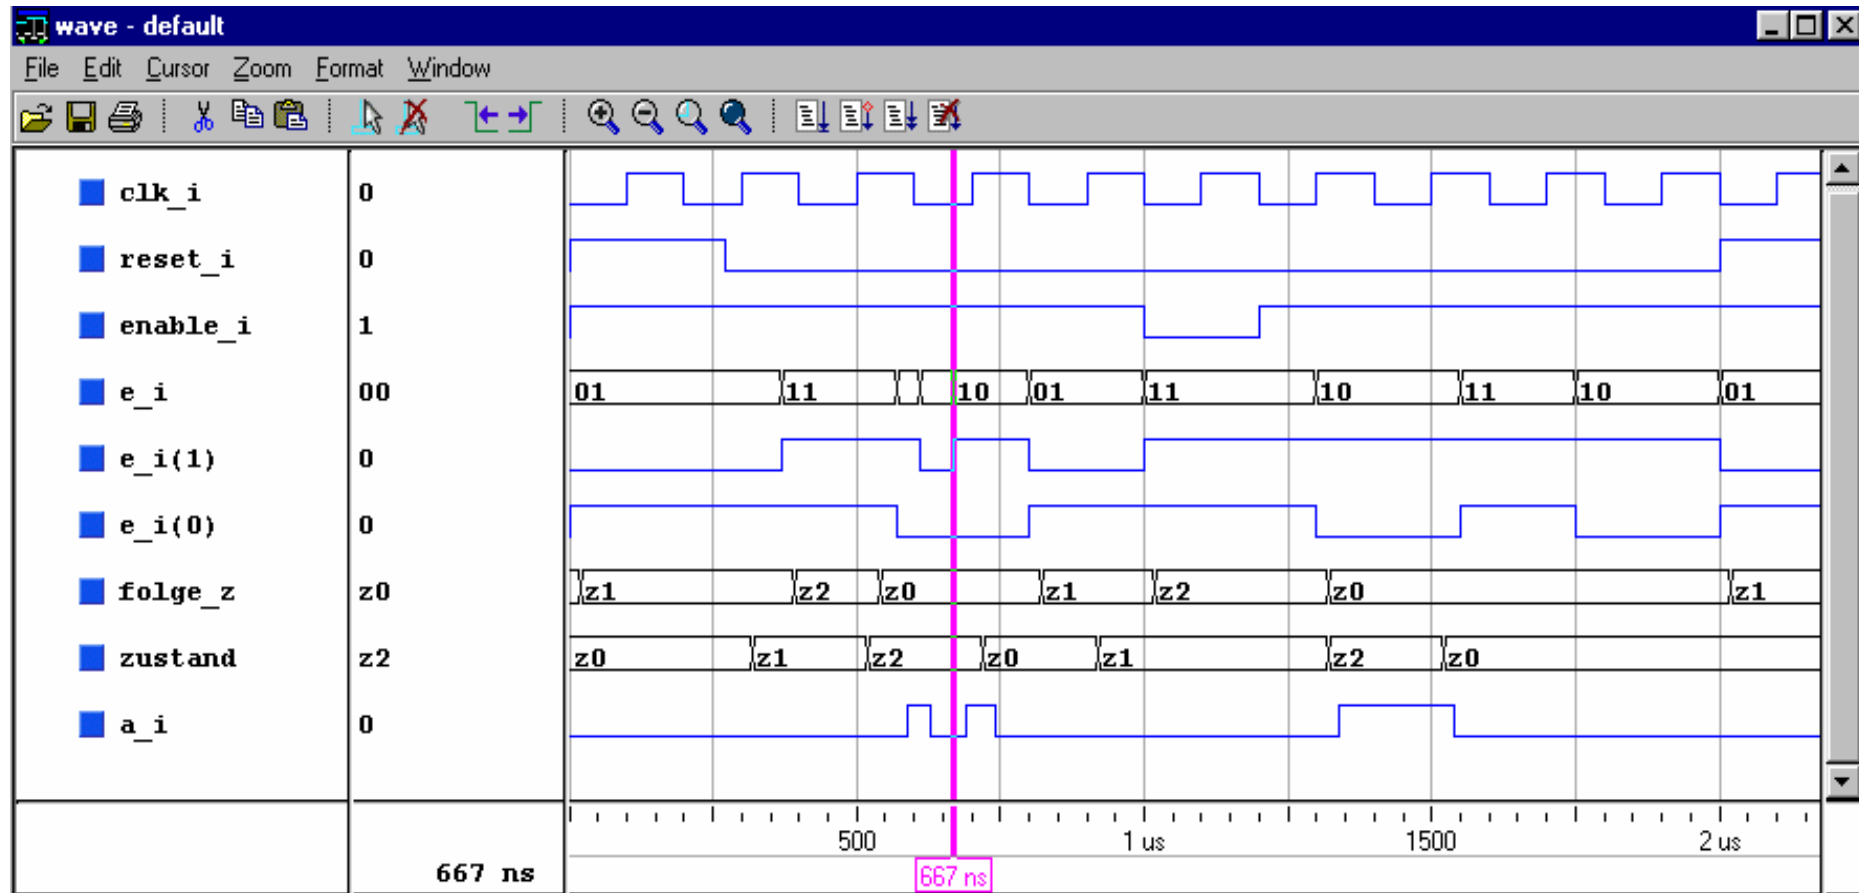 wave - default
File Edit Cursor Zoom Format Window
clk_i 0
reset_i 0
enable_i 1
e_i 00 01 11 10 01 11 10 11 10 01
e_i(1) 0
e_i(0) 0
folge_z z0 z1 z2 z0 z1 z2 z0 z1
zustand z2 z0 z1 z2 z0 z1 z2 z0
a_i 0
500 1 us 1500 2 us
667 ns 667 ns